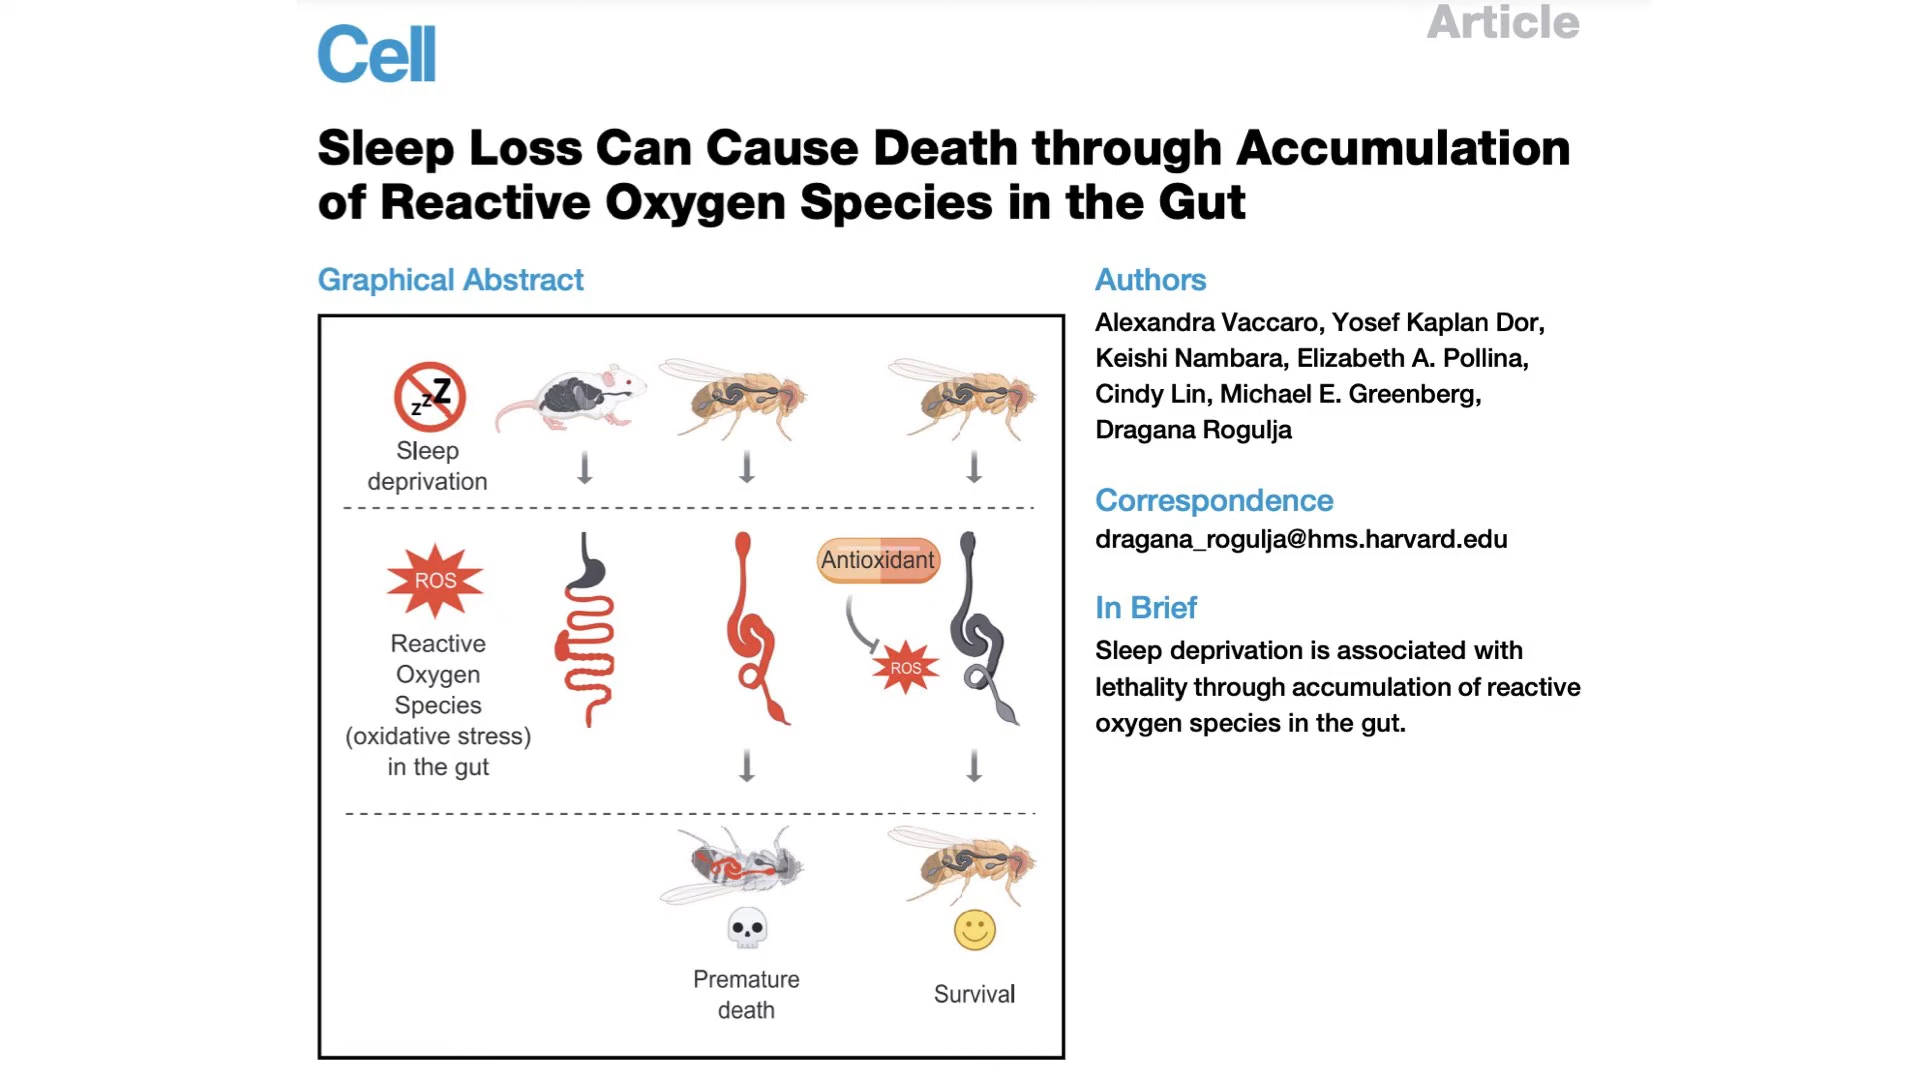 Article
Cell
Sleep Loss Can Cause Death through Accumulation
of Reactive Oxygen Species in the Gut
Graphical Abstract
zzZ
Sleep
deprivation
ROS
Reactive
Oxygen
Species
(oxidative stress)
in the gut
Antioxidant
ROS
Premature
death
Survival
Authors
Alexandra Vaccaro, Yosef Kaplan Dor,
Keishi Nambara, Elizabeth A. Pollina,
Cindy Lin, Michael E. Greenberg,
Dragana Rogulja
Correspondence
dragana_rogulja@hms.harvard.edu
In Brief
Sleep deprivation is associated with
lethality through accumulation of reactive
oxygen species in the gut.